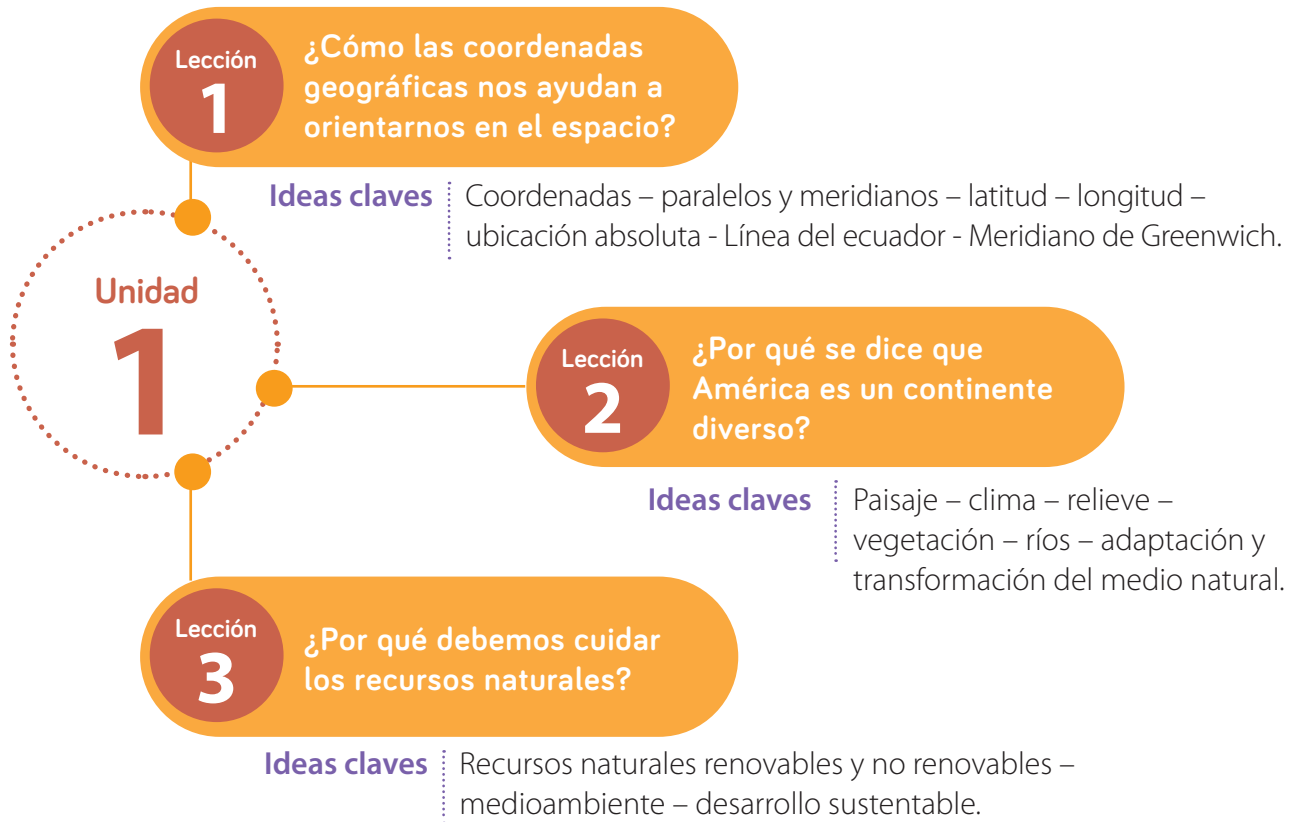 Lección
1
¿Cómo las coordenadas
geográficas nos ayudan a
orientarnos en el espacio?
Ideas claves
Coordenadas – paralelos y meridianos – latitud – longitud –
ubicación absoluta - Línea del ecuador - Meridiano de Greenwich.
Unidad
1
Lección
2
¿Por qué se dice que
América es un continente
diverso?
Ideas claves
Paisaje – clima – relieve –
vegetación – ríos – adaptación y
transformación del medio natural.
Lección
3
¿Por qué debemos cuidar
los recursos naturales?
Ideas claves
Recursos naturales renovables y no renovables –
medioambiente – desarrollo sustentable.